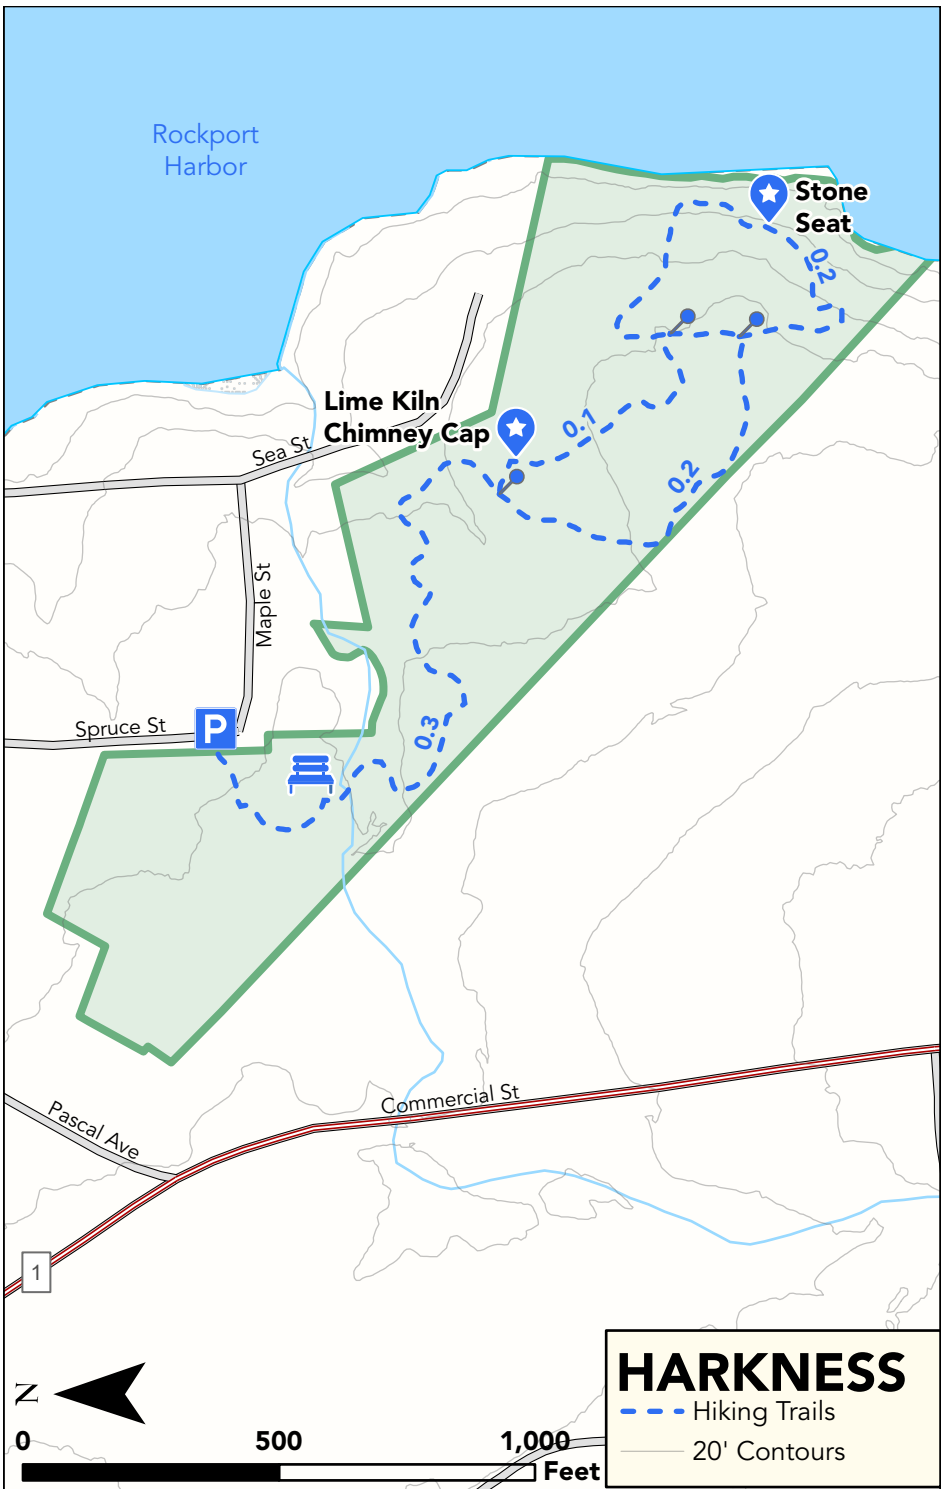 Rockport
Harbor
Stone
Seat
0.2
Lime Kiln
Chimney Cap
0.1
Sea St
0.2
Maple St
Spruce St
P
0.3
Commercial St
Pascal Ave
1
HARKNESS
Hiking Trails
20' Contours
N
0 500 1,000
Feet